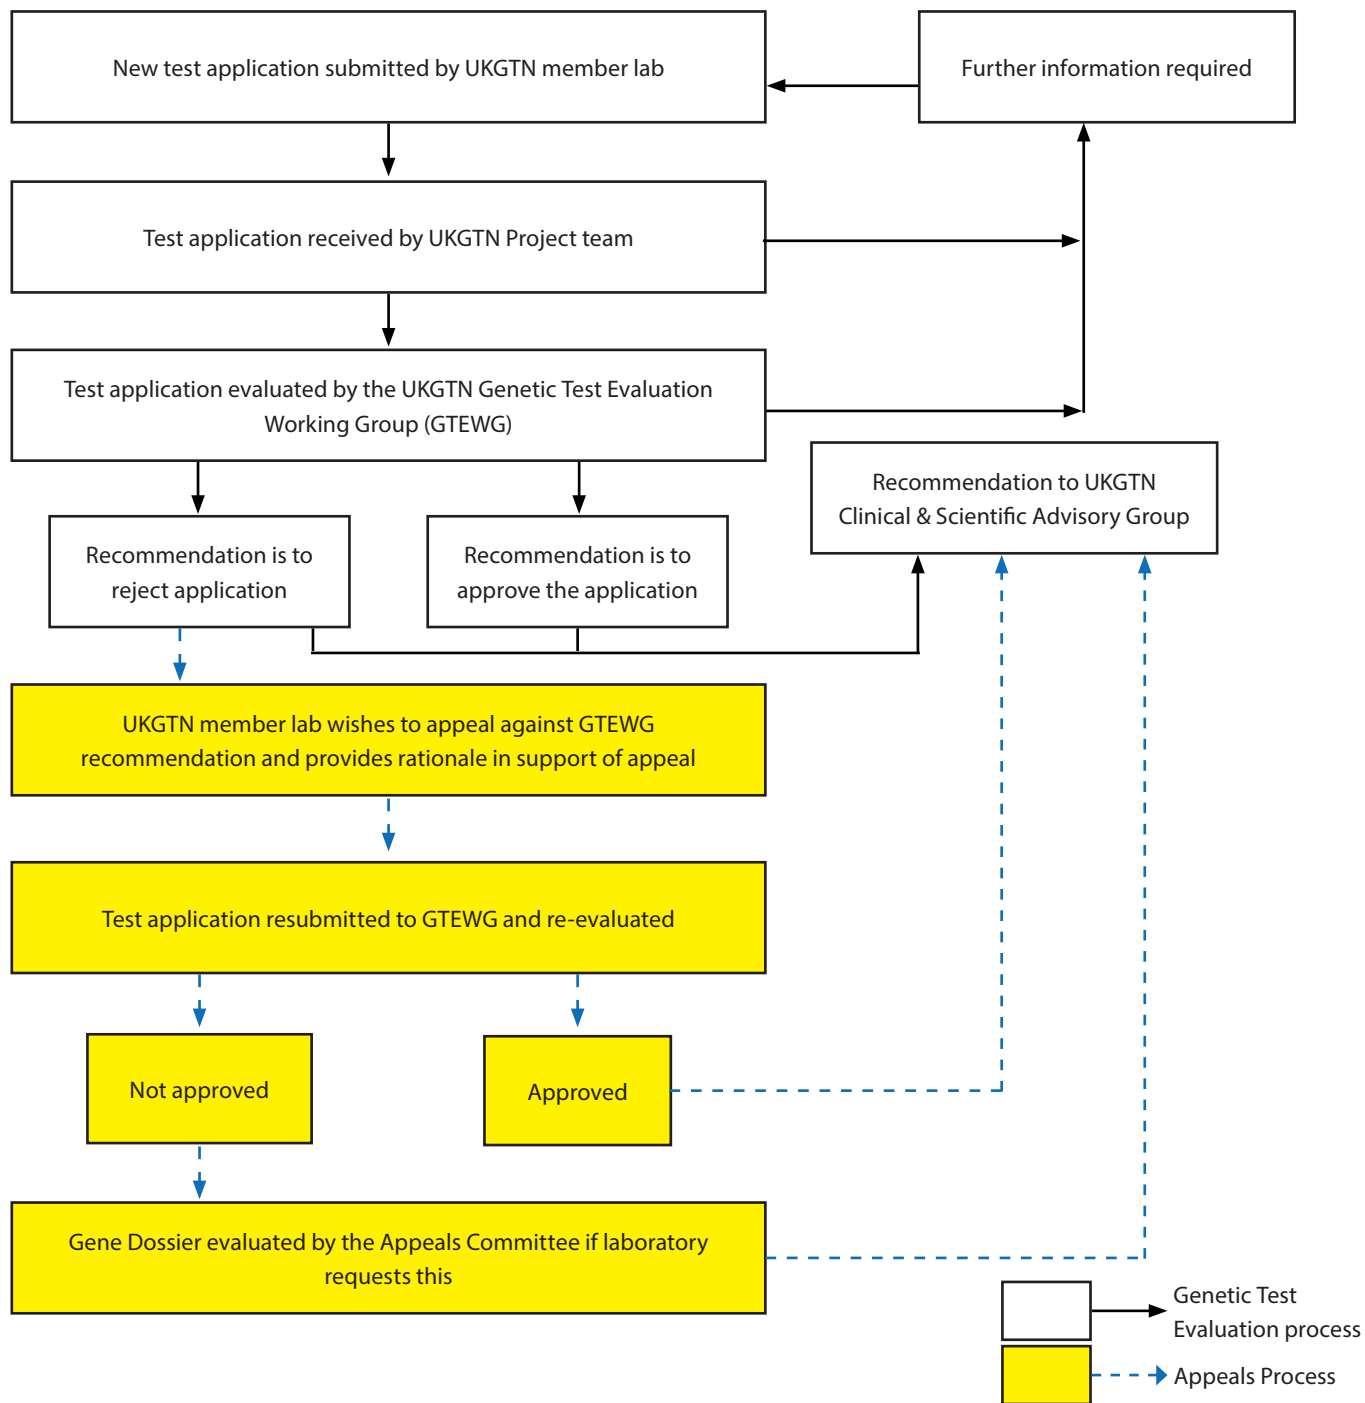 New test application submitted by UKGTN member lab
Further information required
Test application received by UKGTN Project team
Test application evaluated by the UKGTN Genetic Test Evaluation
Working Group (GTEWG)
Recommendation to UKGTN
Clinical & Scientific Advisory Group
Recommendation is to
reject application
Recommendation is to
approve the application
UKGTN member lab wishes to appeal against GTEWG
recommendation and provides rationale in support of appeal
Test application resubmitted to GTEWG and re-evaluated
Not approved
Approved
Gene Dossier evaluated by the Appeals Committee if laboratory
requests this
Genetic Test
Evaluation process
Appeals Process